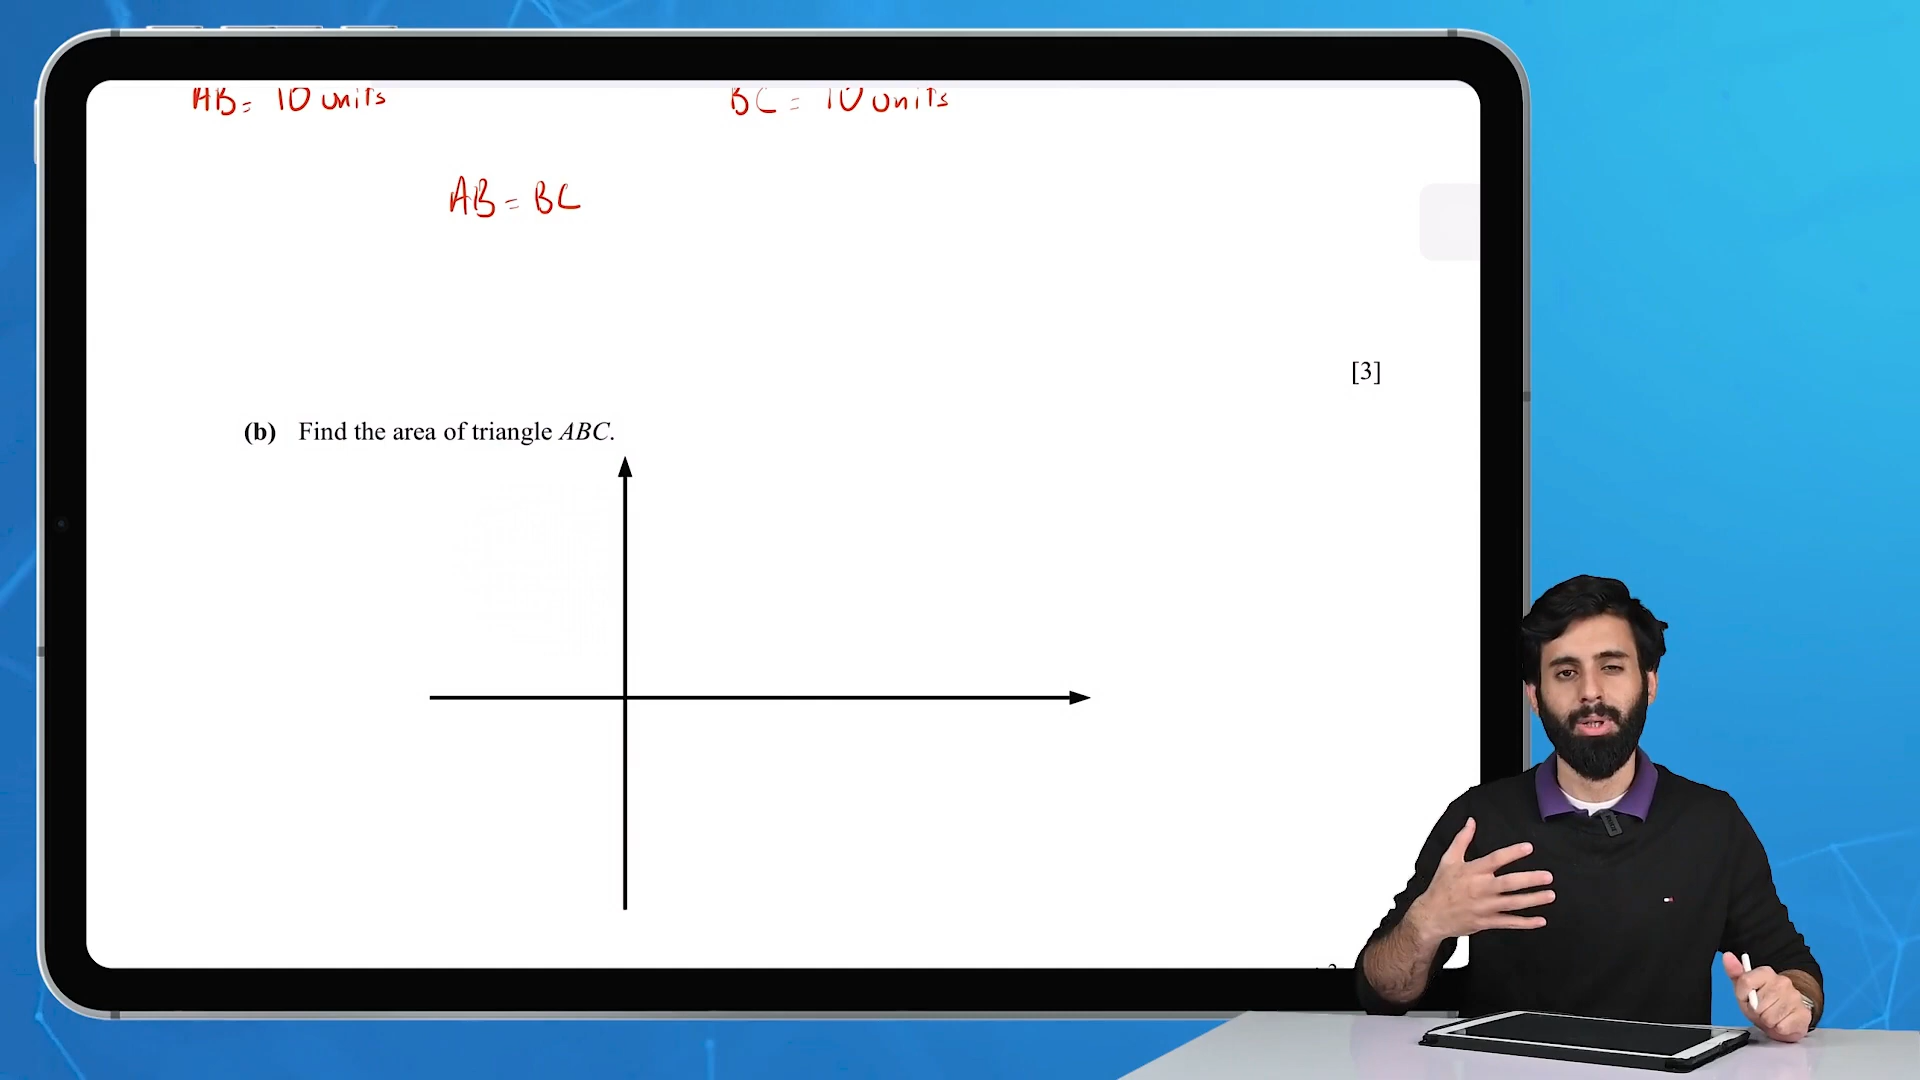 AB = 10 units BC = 10 units
AB = BC
[3]
(b) Find the area of triangle ABC.